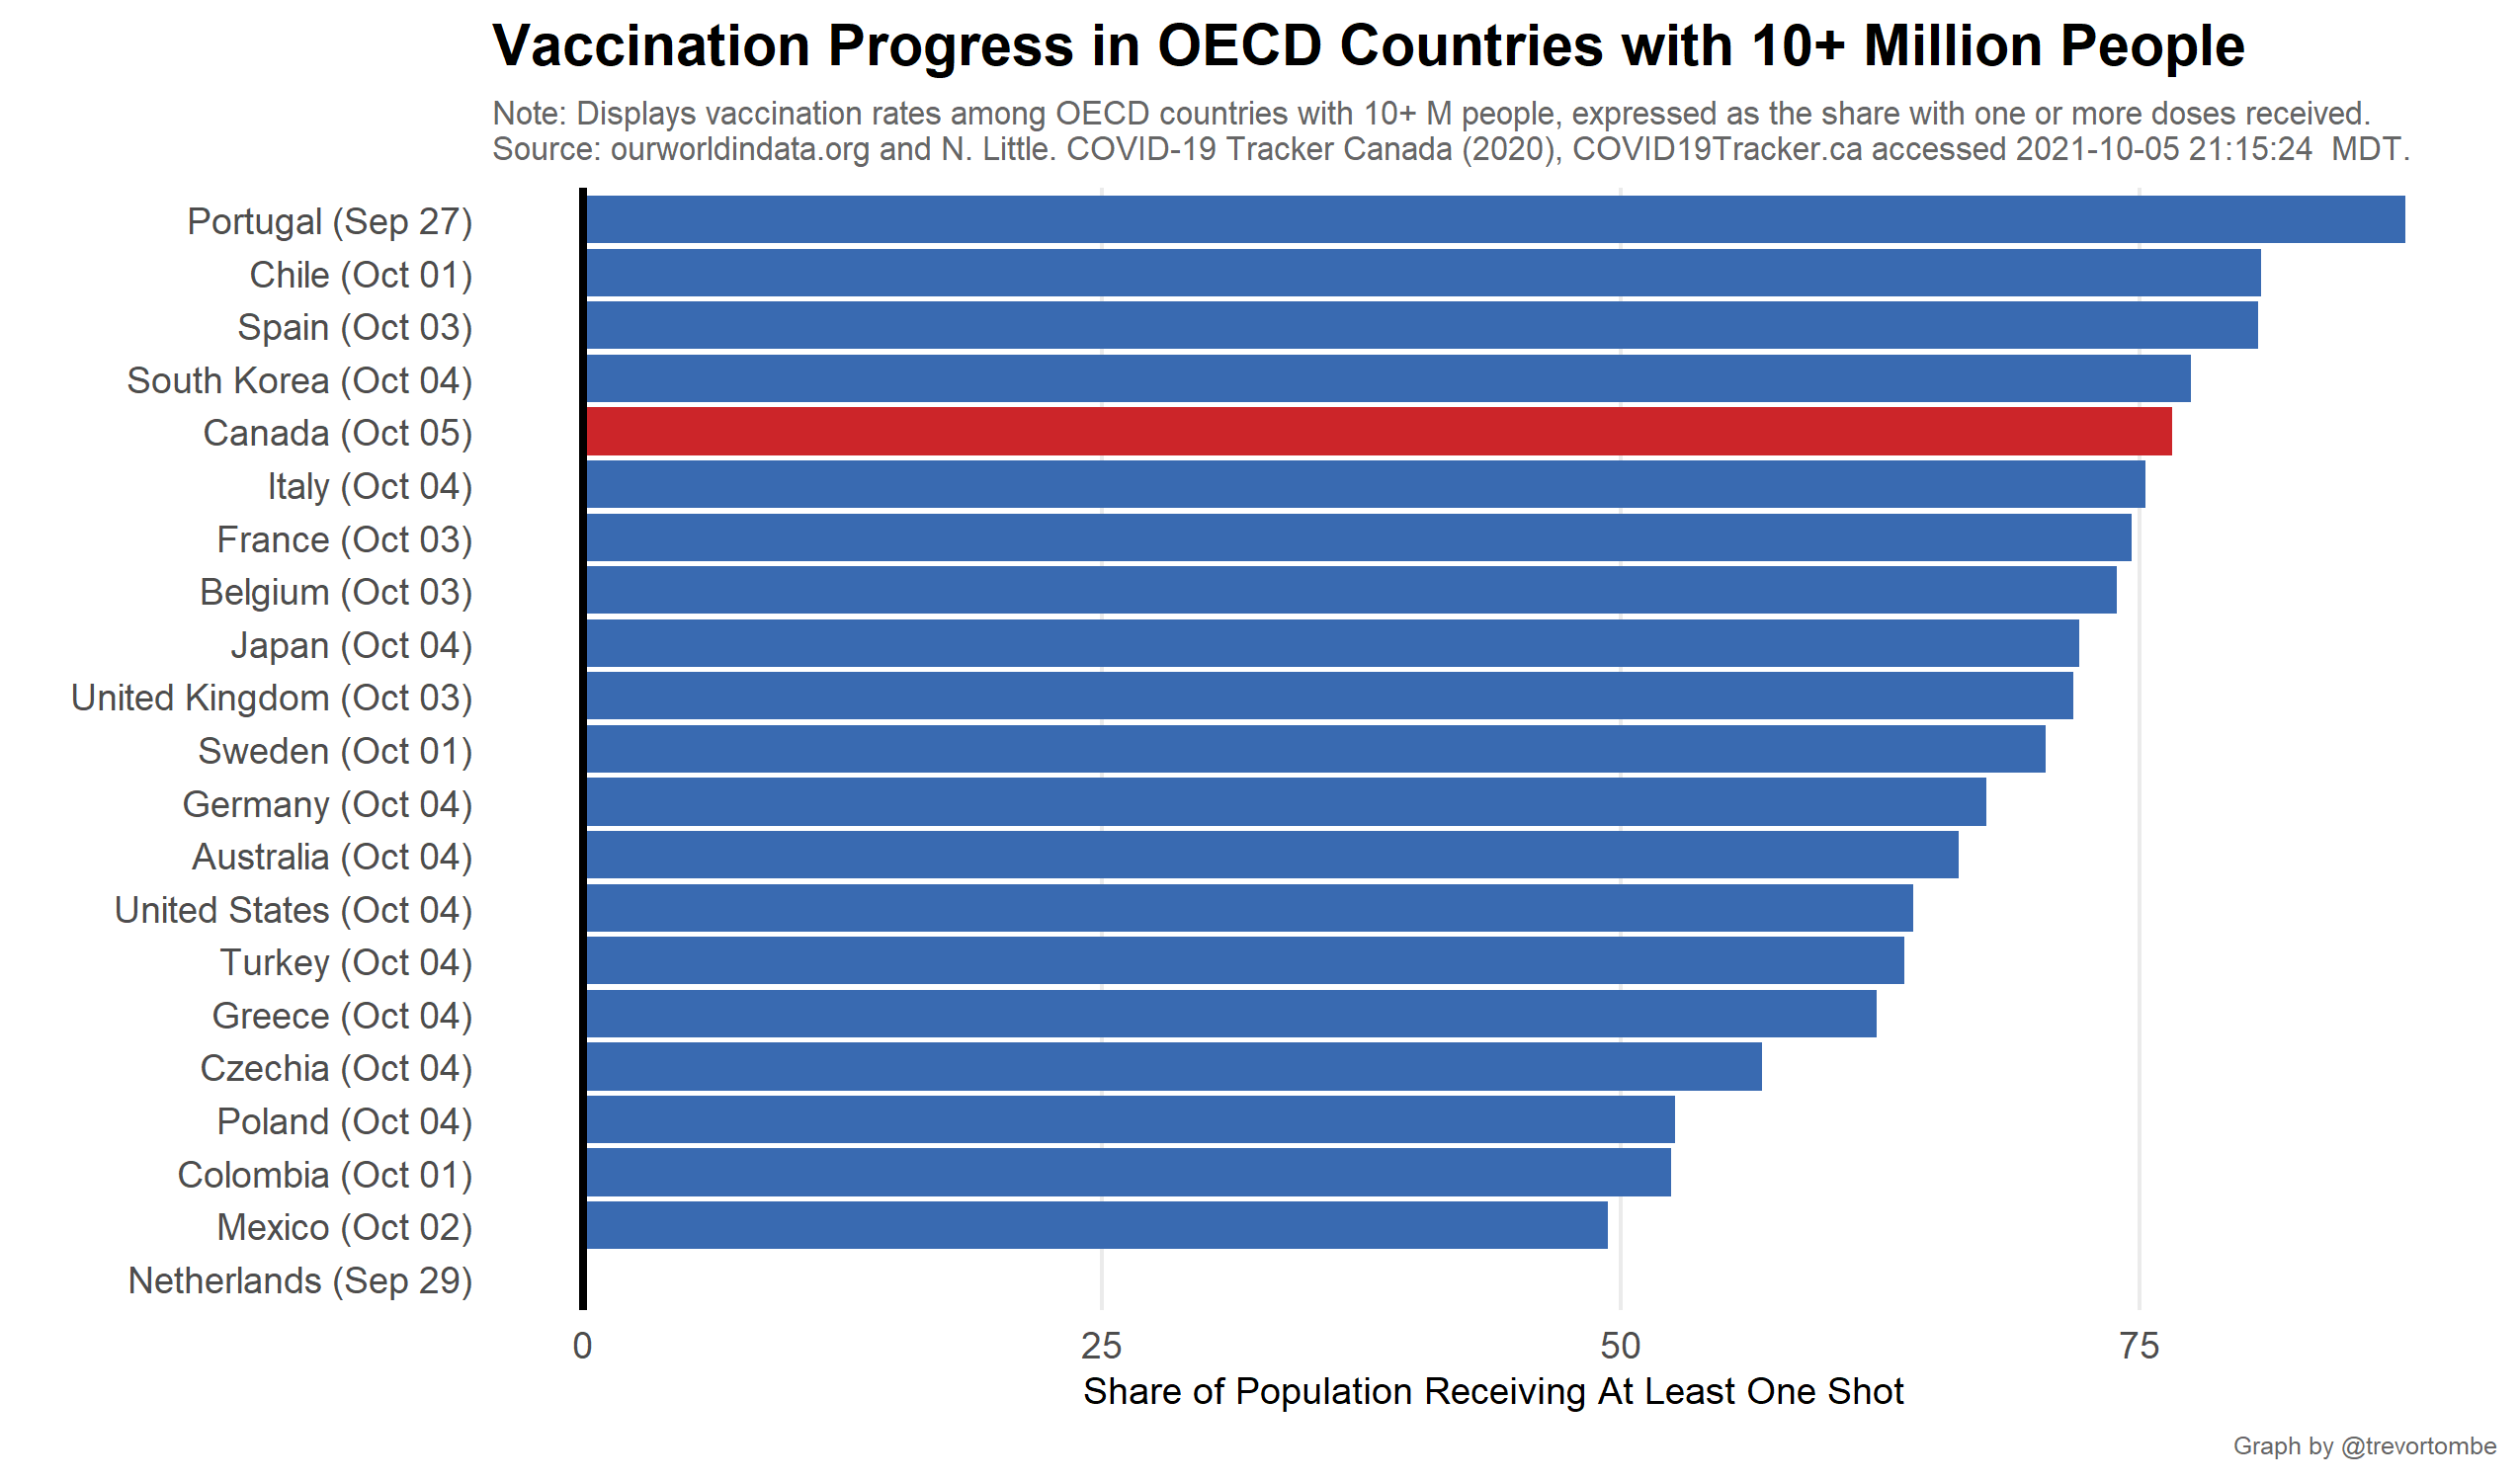 Vaccination Progress in OECD Countries with 10+ Million People
Note: Displays vaccination rates among OECD countries with 10+ M people, expressed as the share with one or more doses received.
Source: ourworldindata.org and N. Little. COVID-19 Tracker Canada (2020), COVID19Tracker.ca accessed 2021-10-05 21:15:24  MDT.
Portugal (Sep 27)
Chile (Oct 01)
Spain (Oct 03)
South Korea (Oct 04)
Canada (Oct 05)
Italy (Oct 04)
France (Oct 03)
Belgium (Oct 03)
Japan (Oct 04)
United Kingdom (Oct 03)
Sweden (Oct 01)
Germany (Oct 04)
Australia (Oct 04)
United States (Oct 04)
Turkey (Oct 04)
Greece (Oct 04)
Czechia (Oct 04)
Poland (Oct 04)
Colombia (Oct 01)
Mexico (Oct 02)
Netherlands (Sep 29)
0 25 50 75
Share of Population Receiving At Least One Shot
Graph by @trevortombe